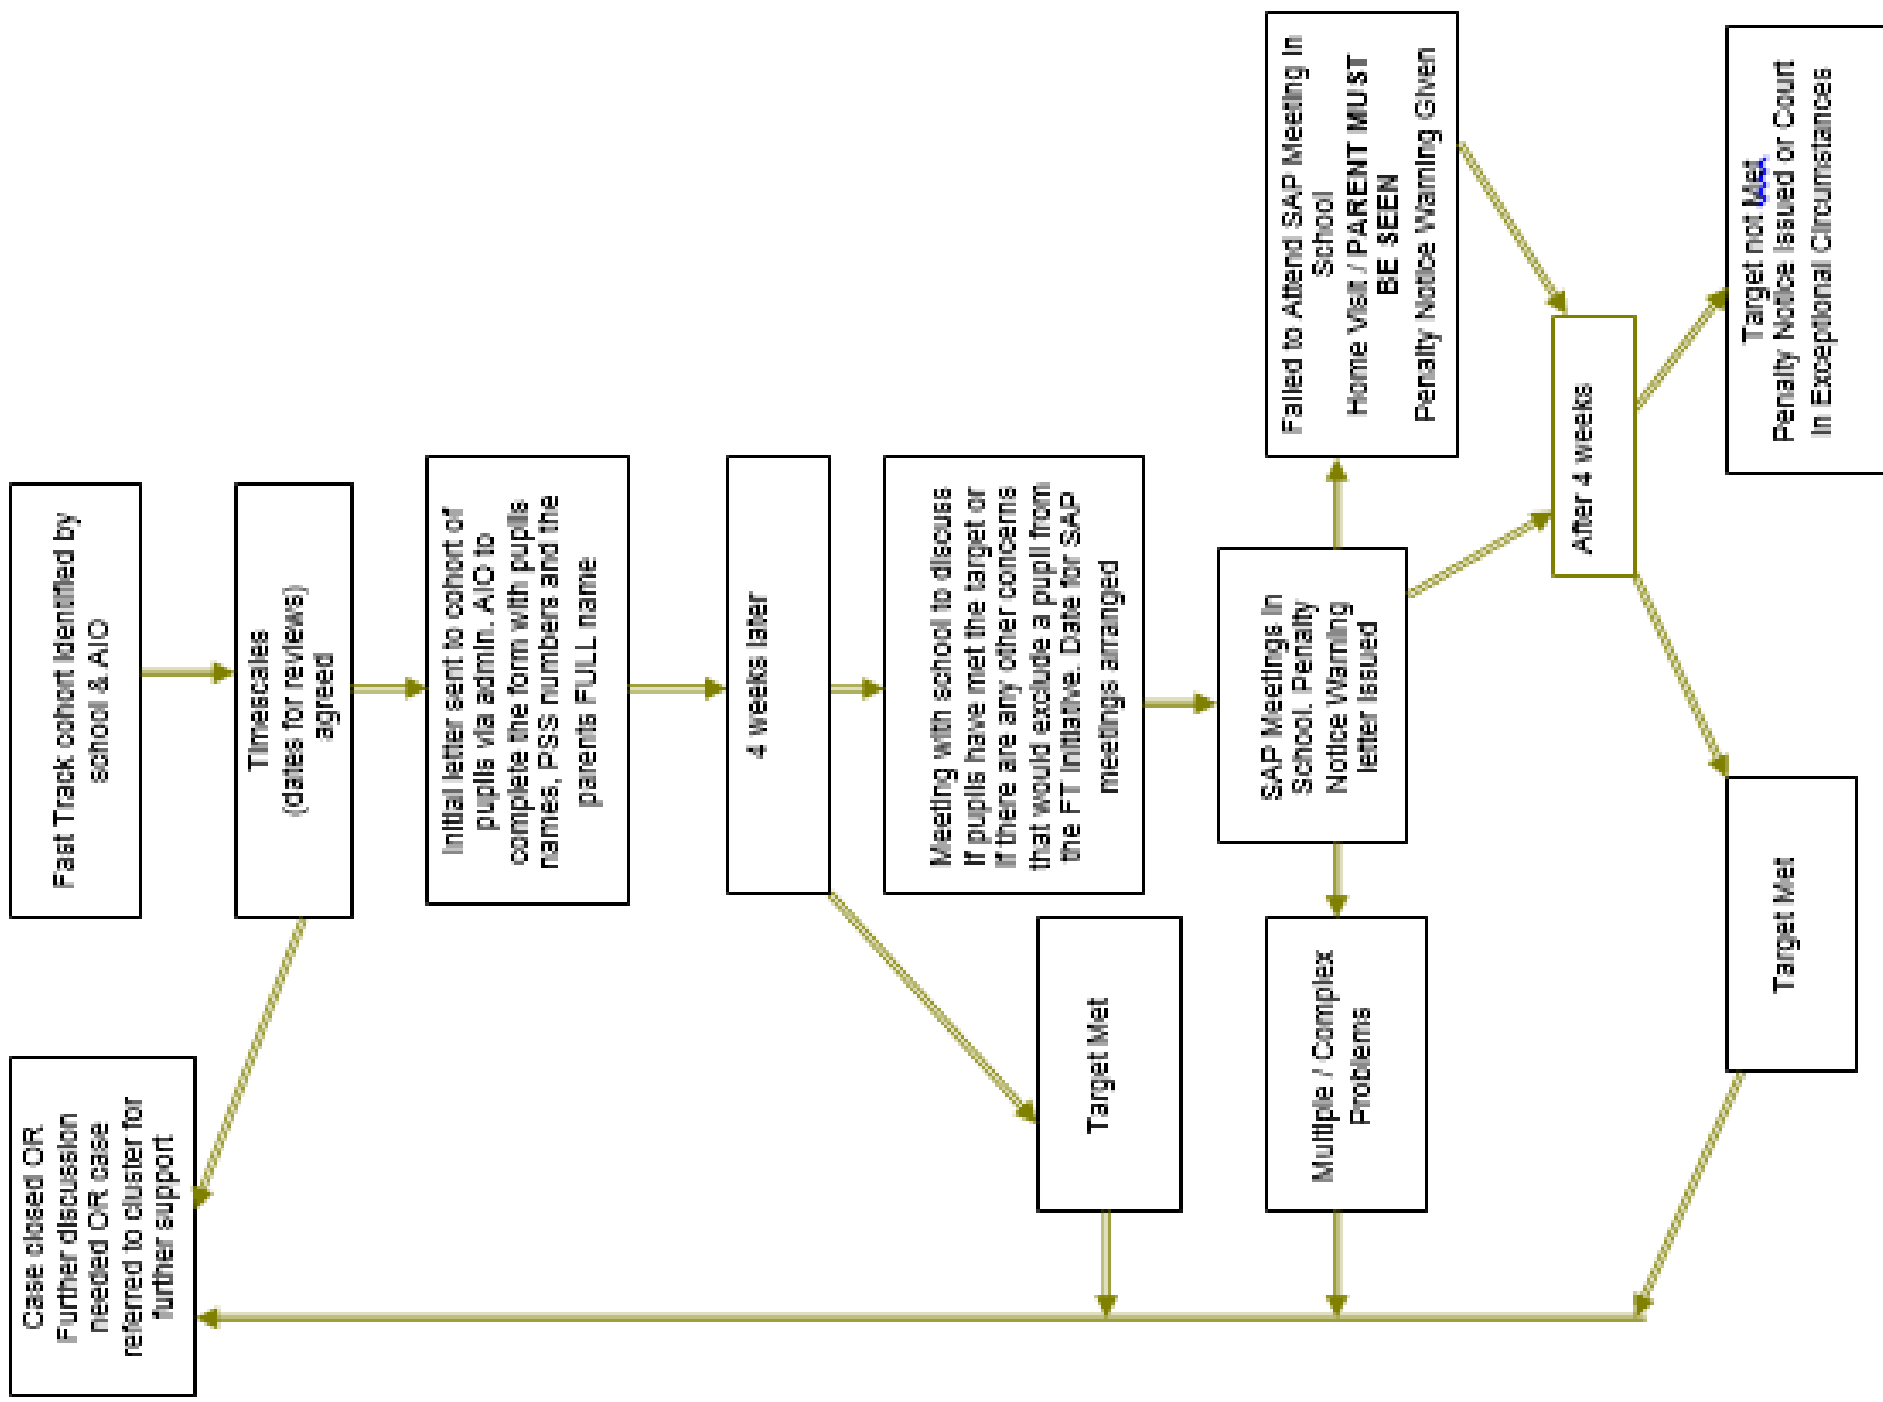 Fast Track cohort identified by
school & AIO
Timescales
(dates for reviews)
agreed
Case closed OR
Further discussion
needed OR case
referred to cluster for
further support
Initial letter sent to cohort of
pupils via admin. AIO to
complete the form with pupils
names, PSS numbers and the
parents FULL name
4 weeks later
Meeting with school to discuss
if pupils have met the target or
if there are any other concerns
that would exclude a pupil from
the FT initiative. Date for SAP
meetings arranged
Target Met
SAP Meetings in
School. Penalty
Notice Warning
letter issued
Multiple / Complex
Problems
Failed to Attend SAP Meeting in
School
Home Visit / PARENT MUST
BE SEEN
Penalty Notice Warning Given
After 4 weeks
Target Met
Target not Met
Penalty Notice Issued or Court
in Exceptional Circumstances